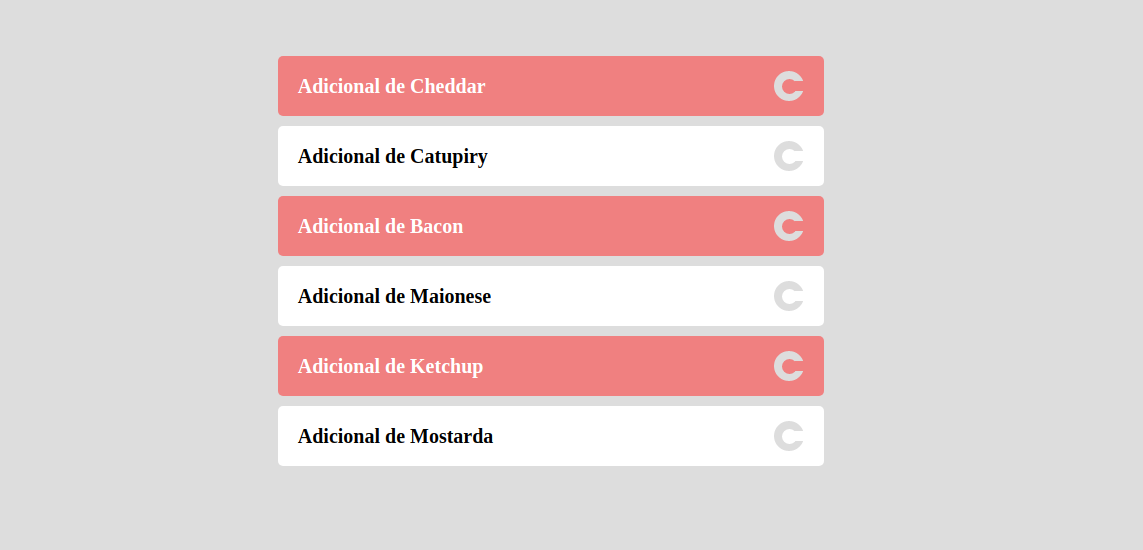 Adicional de Cheddar
Adicional de Catupiry
Adicional de Bacon
Adicional de Maionese
Adicional de Ketchup
Adicional de Mostarda